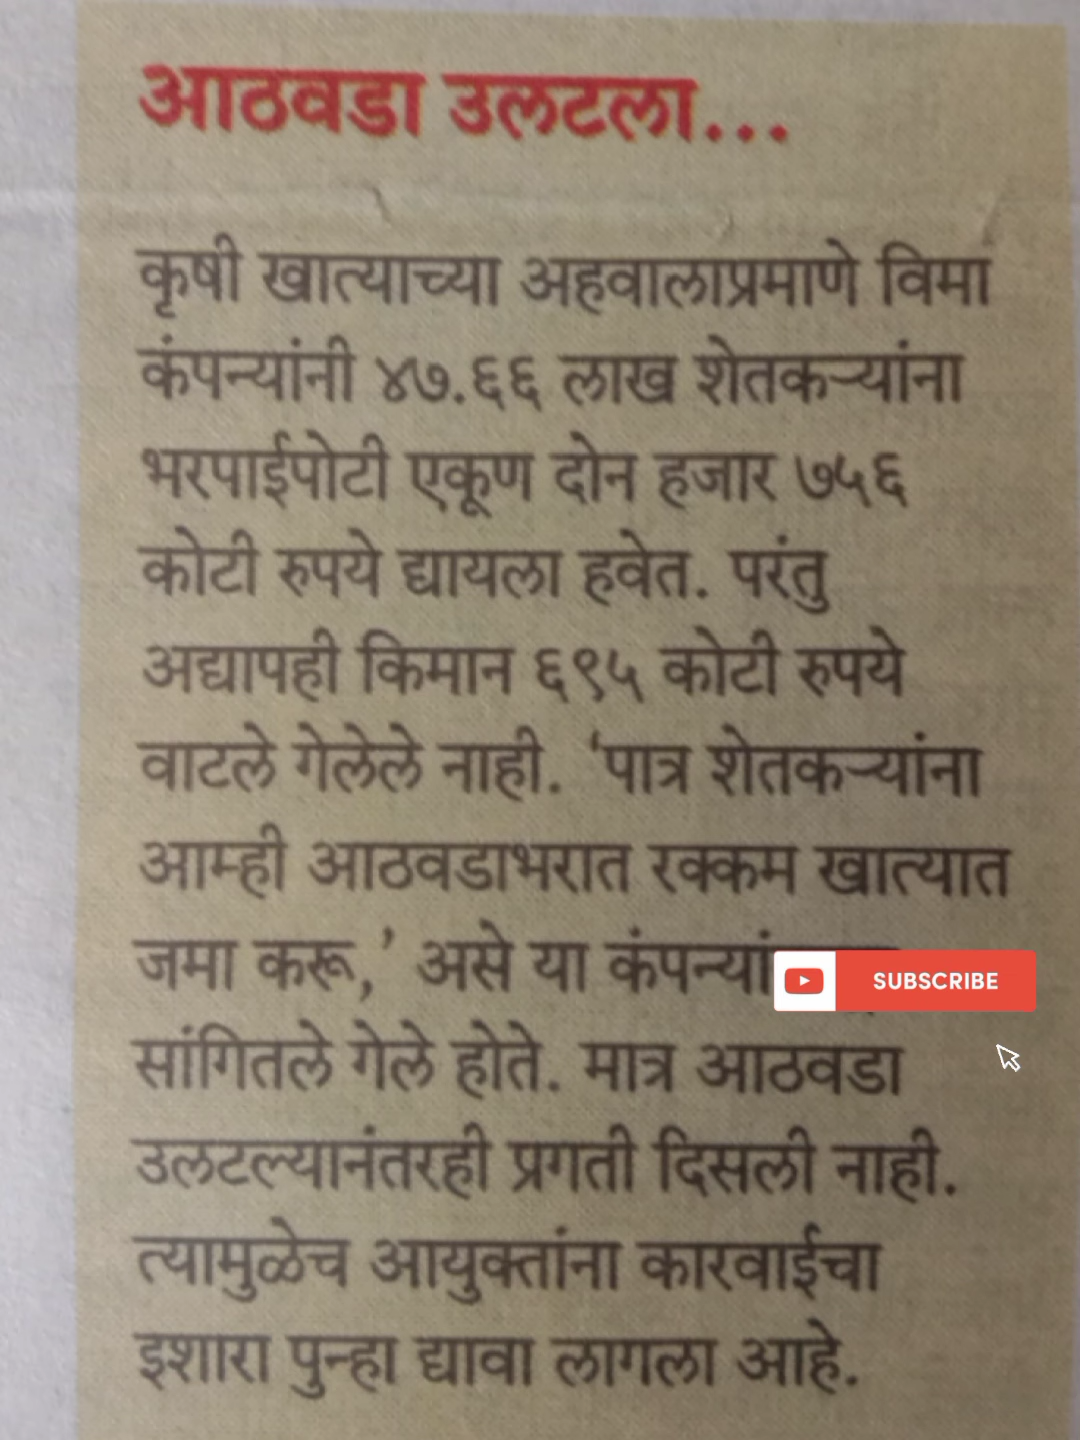 आठवडा उलटला...
कृषी खात्याच्या अहवालाप्रमाणे विमा
कंपन्यांनी ४७.६६ लाख शेतकऱ्यांना
भरपाईपोटी एकूण दोन हजार ७५६
कोटी रुपये द्यायला हवेत. परंतु
अद्यापही किमान ६९५ कोटी रुपये
वाटले गेलेले नाही. ‘पात्र शेतकऱ्यांना
आम्ही आठवडाभरात रक्कम खात्यात
जमा करू,’ असे या
SUBSCRIBE
सांगितले गेले होते. मात्र आठवडा
उलटल्यानंतरही प्रगती दिसली नाही.
त्यामुळेच आयुक्तांना कारवाईचा
इशारा पुन्हा द्यावा लागला आहे.